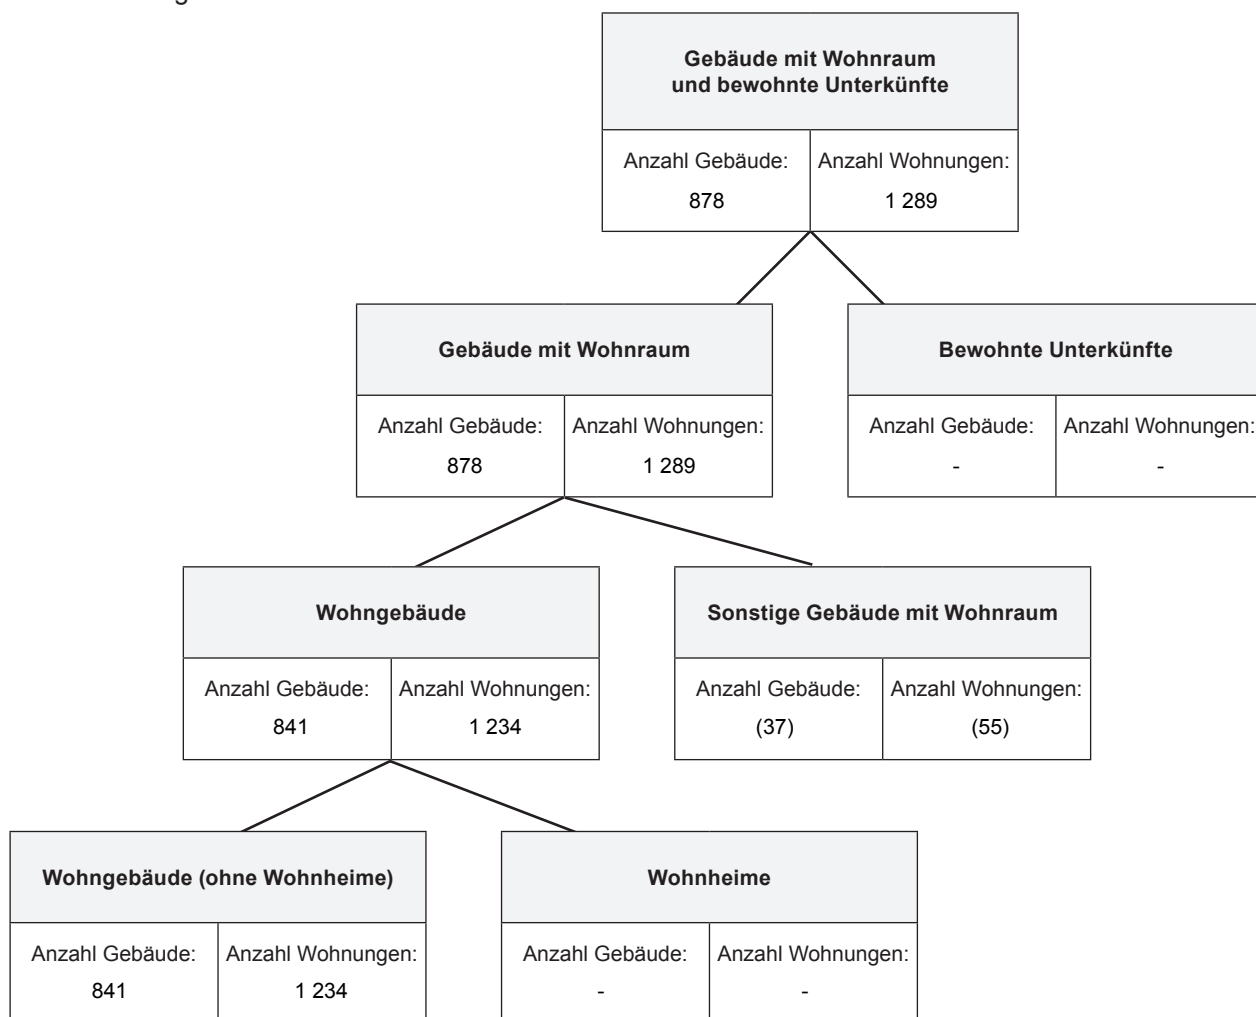 Gebäude mit Wohnraum
und bewohnte Unterkünfte
Anzahl Gebäude: Anzahl Wohnungen:
878 1 289
Gebäude mit Wohnraum
Anzahl Gebäude: Anzahl Wohnungen:
878 1 289
Bewohnte Unterkünfte
Anzahl Gebäude: Anzahl Wohnungen:
- -
Wohngebäude
Anzahl Gebäude: Anzahl Wohnungen:
841 1 234
Sonstige Gebäude mit Wohnraum
Anzahl Gebäude: Anzahl Wohnungen:
(37) (55)
Wohngebäude (ohne Wohnheime)
Anzahl Gebäude: Anzahl Wohnungen:
841 1 234
Wohnheime
Anzahl Gebäude: Anzahl Wohnungen:
- -